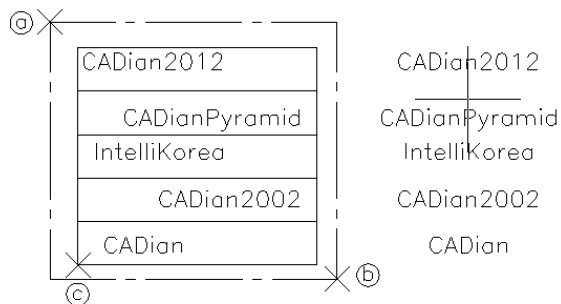 ⓐ
CADian2012
CADianPyramid
IntelliKorea
CADian2002
CADian
ⓑ
ⓒ
CADian2012
CADianPyramid
IntelliKorea
CADian2002
CADian